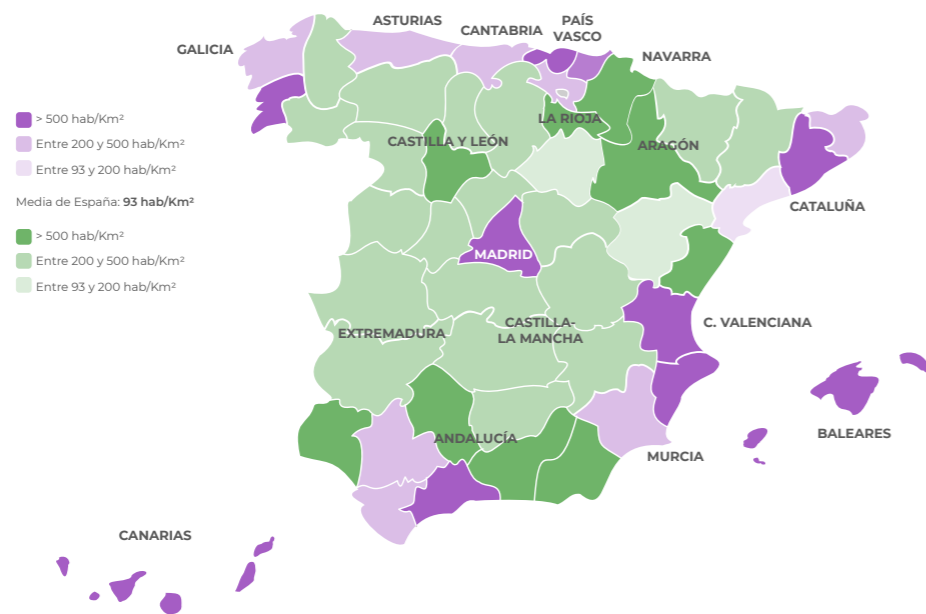 ASTURIAS
CANTABRIA
PAÍS
VASCO
GALICIA
NAVARRA
> 500 hab/Km²
Entre 200 y 500 hab/Km²
Entre 93 y 200 hab/Km²
Media de España: 93 hab/Km²
> 500 hab/Km²
Entre 200 y 500 hab/Km²
Entre 93 y 200 hab/Km²
LA RIOJA
CASTILLA Y LEÓN
ARAGÓN
CATALUÑA
MADRID
EXTREMADURA
CASTILLA-
LA MANCHA
C. VALENCIANA
ANDALUCÍA
BALEARES
MURCIA
CANARIAS